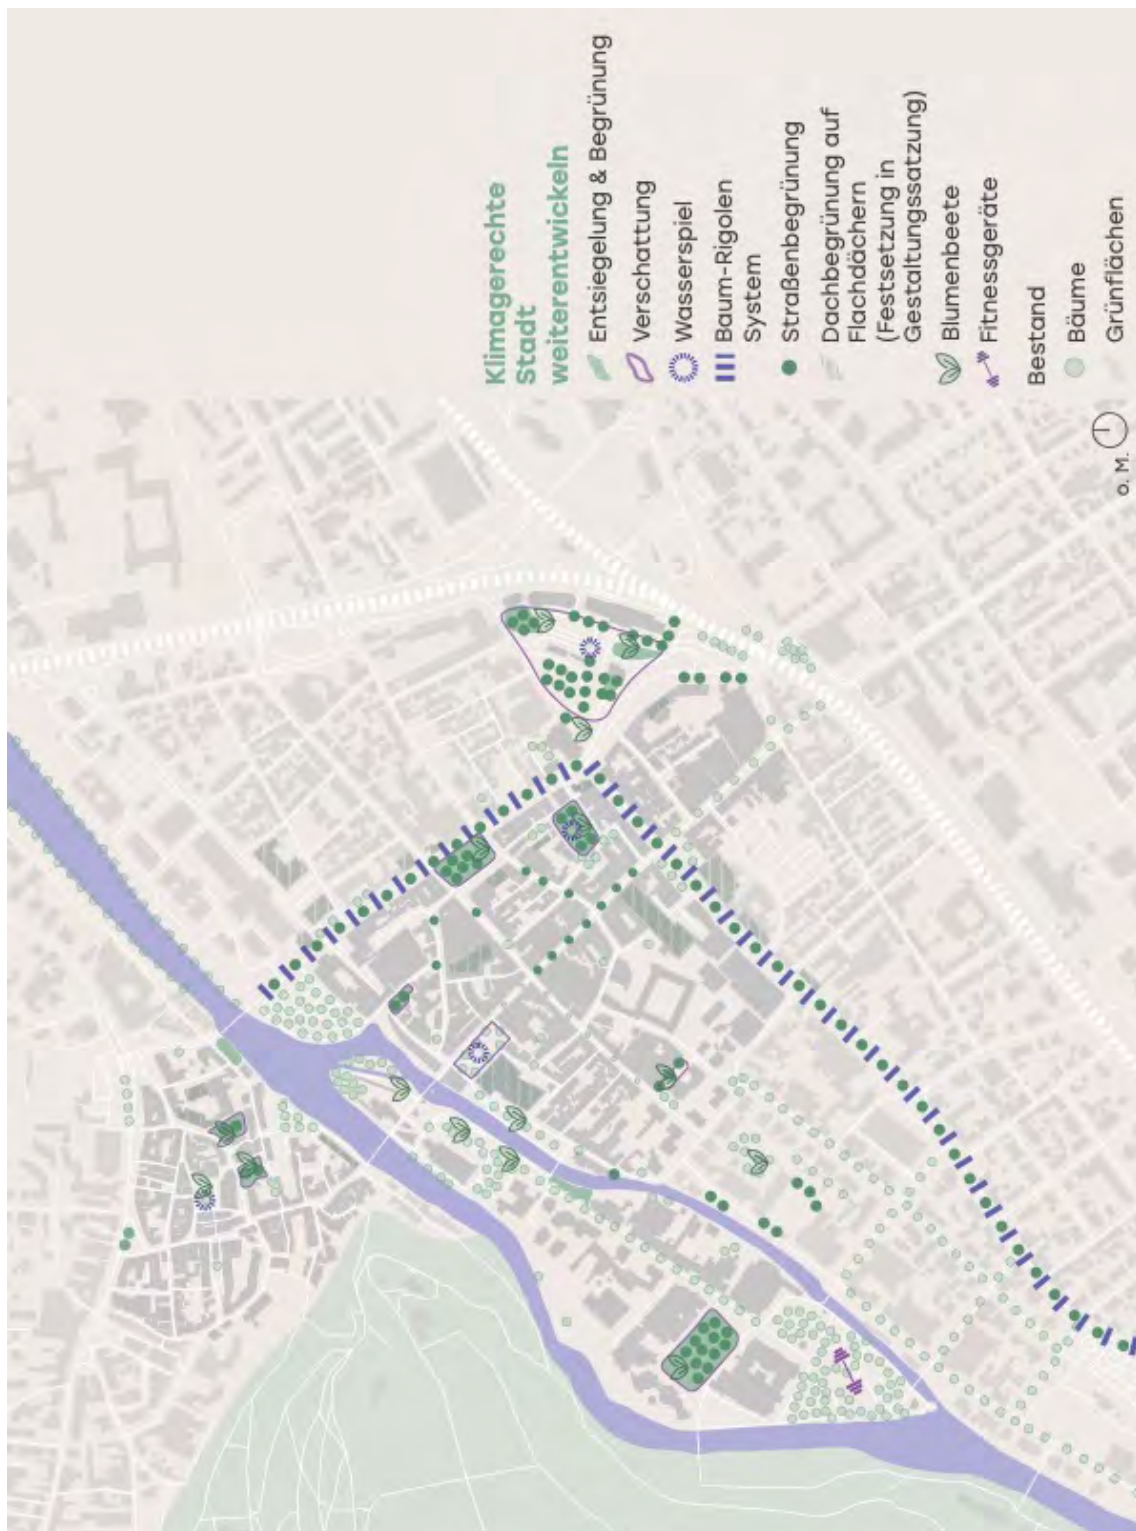 Klimagerechte
Stadt
weiterentwickeln
Entsiegelung & Begrünung
Verschattung
Wasserspiel
Baum-Rigolen
System
Straßenbegrünung
Dachbegrünung auf
Flachdächern
(Festsetzung in
Gestaltungssatzung)
Blumenbeete
Fitnessgeräte
Bestand
Bäume
Grünflächen
o. M.